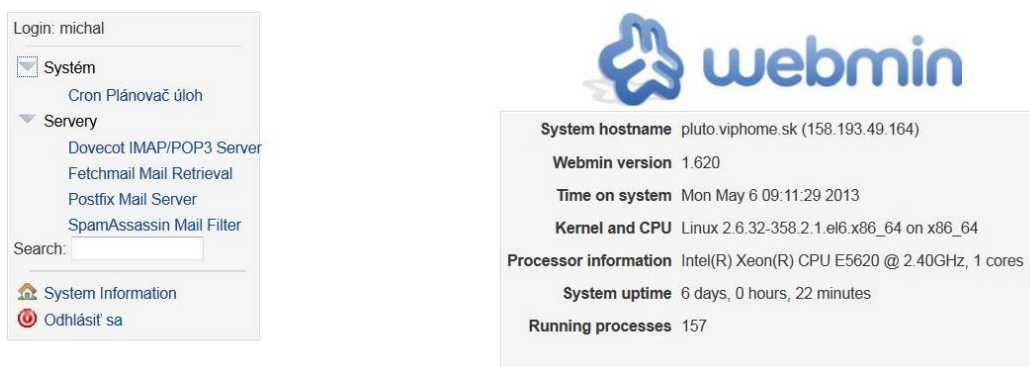 Login: michal
Systém
Cron Plánovač úloh
Servery
Dovecot IMAP/POP3 Server
Fetchmail Mail Retrieval
Postfix Mail Server
SpamAssassin Mail Filter
Search:
System Information
Odhlásiť sa
webmin
System hostname pluto.viphome.sk (158.193.49.164)
Webmin version 1.620
Time on system Mon May 6 09:11:29 2013
Kernel and CPU Linux 2.6.32-358.2.1.el6.x86_64 on x86_64
Processor information Intel(R) Xeon(R) CPU E5620 @ 2.40GHz, 1 cores
System uptime 6 days, 0 hours, 22 minutes
Running processes 157